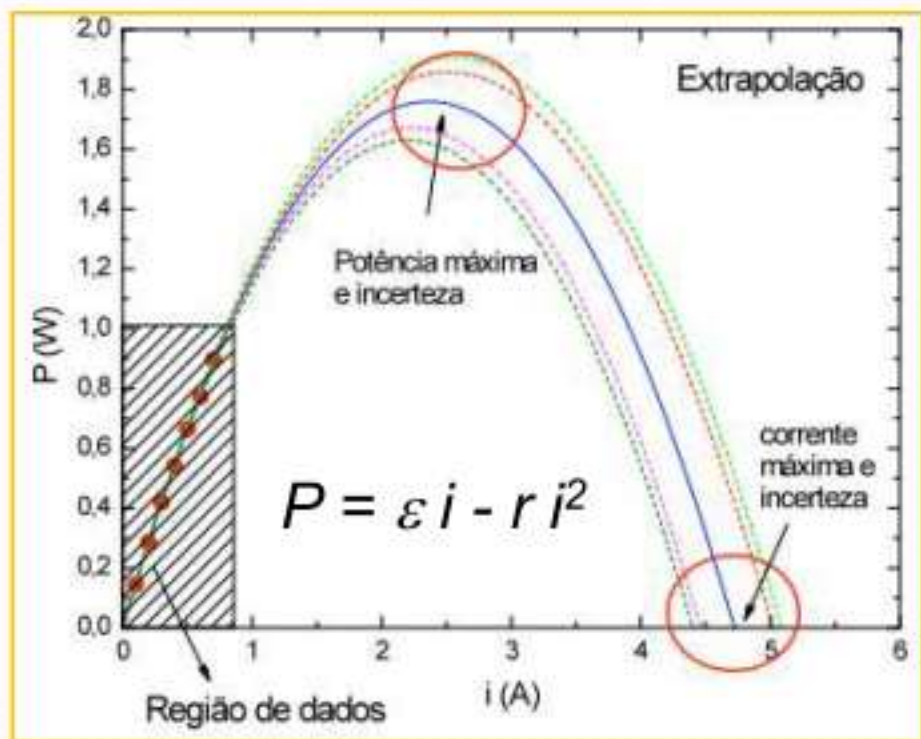 2,0
1,8
1,6
1,4
1,2
1,0
0,8
0,6
0,4
0,2
0,0
P (W)
Extrapolação
Potência máxima
e incerteza
P = ε i - r i²
corrente
máxima e
incerteza
0 1 2 3 4 5 6
i (A)
Região de dados